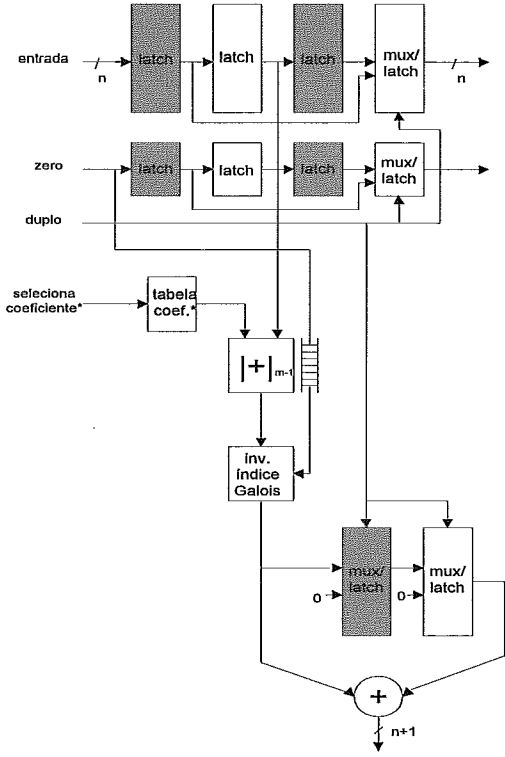 entrada
n
latch
latch
latch
mux/
latch
n
zero
latch
latch
latch
mux/
latch
duplo
seleciona
coeficiente*
tabela
coef.*
|+| m-1
inv.
índice
Galois
mux/
latch
0
mux/
latch
0
+
n+1